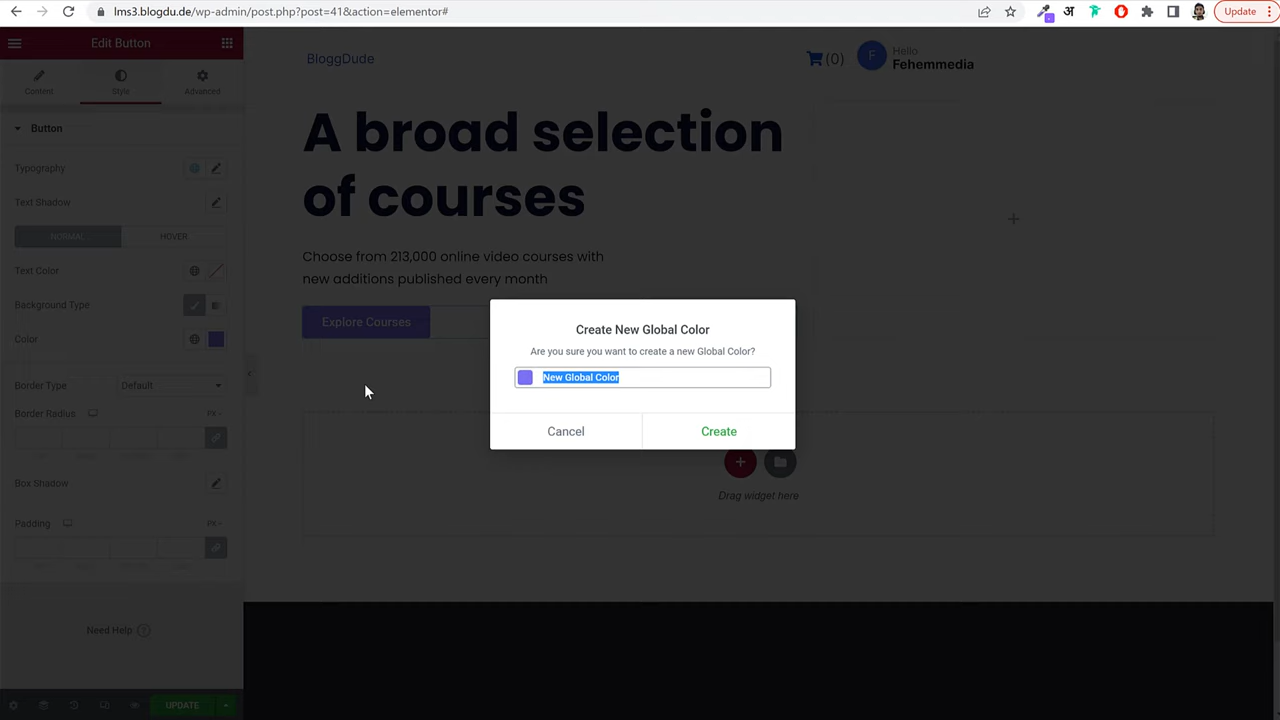 lms3.blogdu.de/wp-admin/post.php?post=41&action=elementor#
Update
Edit Button
BloggDude
(0)
F
Hello
Fehemmedia
Content
Style
Advanced
A broad selection
of courses
Button
Typography
Text Shadow
NORMAL
HOVER
Choose from 213,000 online video courses with
new additions published every month
Text Color
Background Type
Explore Courses
Color
Create New Global Color
Are you sure you want to create a new Global Color?
New Global Color
Border Type
Default
Border Radius
PX
Cancel
Create
Box Shadow
Drag widget here
Padding
PX
Need Help
UPDATE